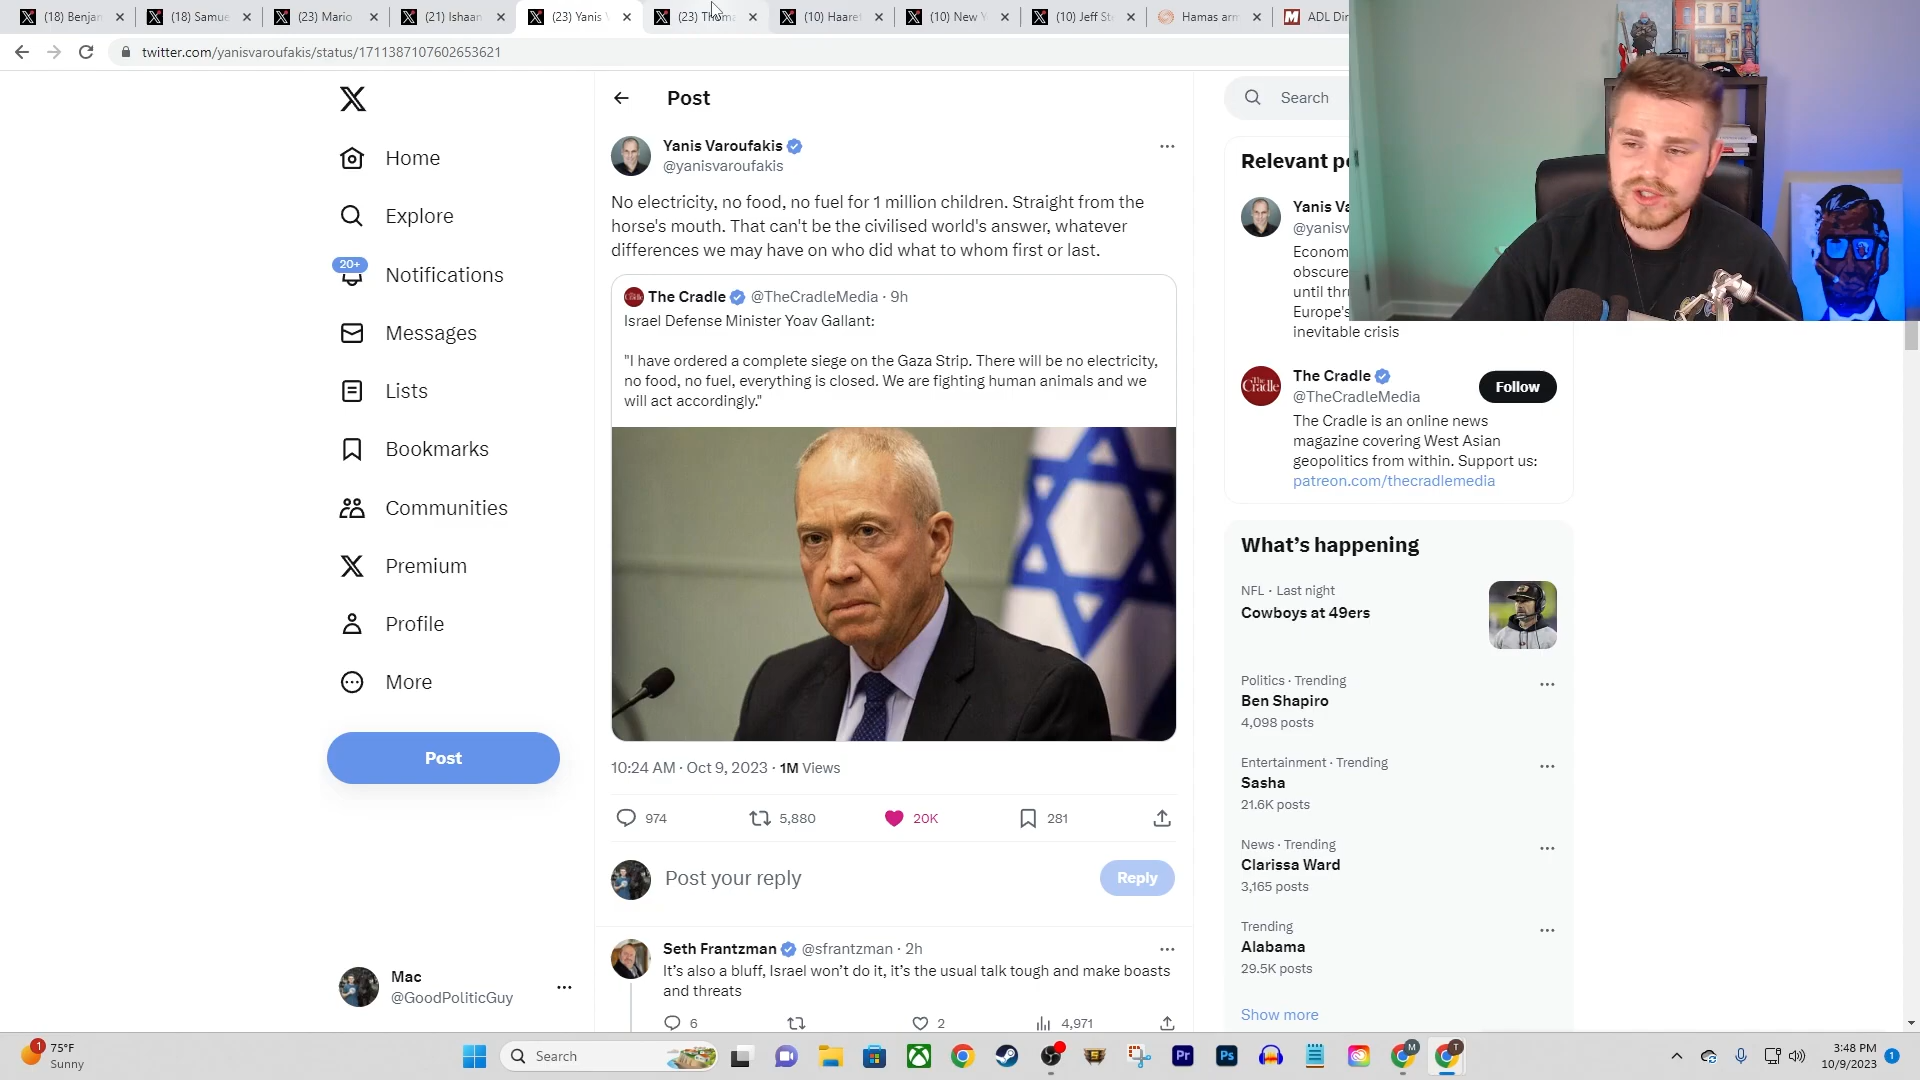 (18) Benjan
(18) Samue
(23) Mario
(21) Ishaan
(23) Yanis
(10) Haaret
(10) New Y
(10) Jeff St
Hamas arm
ADL Dir
twitter.com/yanisvaroufakis/status/1711387107602653621
Home
Explore
20+
Notifications
Messages
Lists
Bookmarks
Communities
Premium
Profile
More
Post
Mac
@GoodPoliticGuy
Post
Yanis Varoufakis
@yanisvaroufakis
No electricity, no food, no fuel for 1 million children. Straight from the
horse's mouth. That can't be the civilised world's answer, whatever
differences we may have on who did what to whom first or last.
The Cradle @TheCradleMedia · 9h
Israel Defense Minister Yoav Gallant:
"I have ordered a complete siege on the Gaza Strip. There will be no electricity,
no food, no fuel, everything is closed. We are fighting human animals and we
will act accordingly."
10:24 AM · Oct 9, 2023 · 1M Views
974
5,880
20K
281
Post your reply
Reply
Seth Frantzman @sfrantzman · 2h
It's also a bluff, Israel won't do it, it's the usual talk tough and make boasts
and threats
6
2
4,971
Search
Relevant pe
Yanis Va
@yanisv
Econom
obscure
until thr
Europe's
inevitable crisis
The Cradle
@TheCradleMedia
Follow
The Cradle is an online news
magazine covering West Asian
geopolitics from within. Support us:
patreon.com/thecradlemedia
What's happening
NFL · Last night
Cowboys at 49ers
Politics · Trending
Ben Shapiro
4,098 posts
Entertainment · Trending
Sasha
21.6K posts
News · Trending
Clarissa Ward
3,165 posts
Trending
Alabama
29.5K posts
Show more
1
75°F
Sunny
Search
Pr
Ps
M
T
3:48 PM
10/9/2023
1